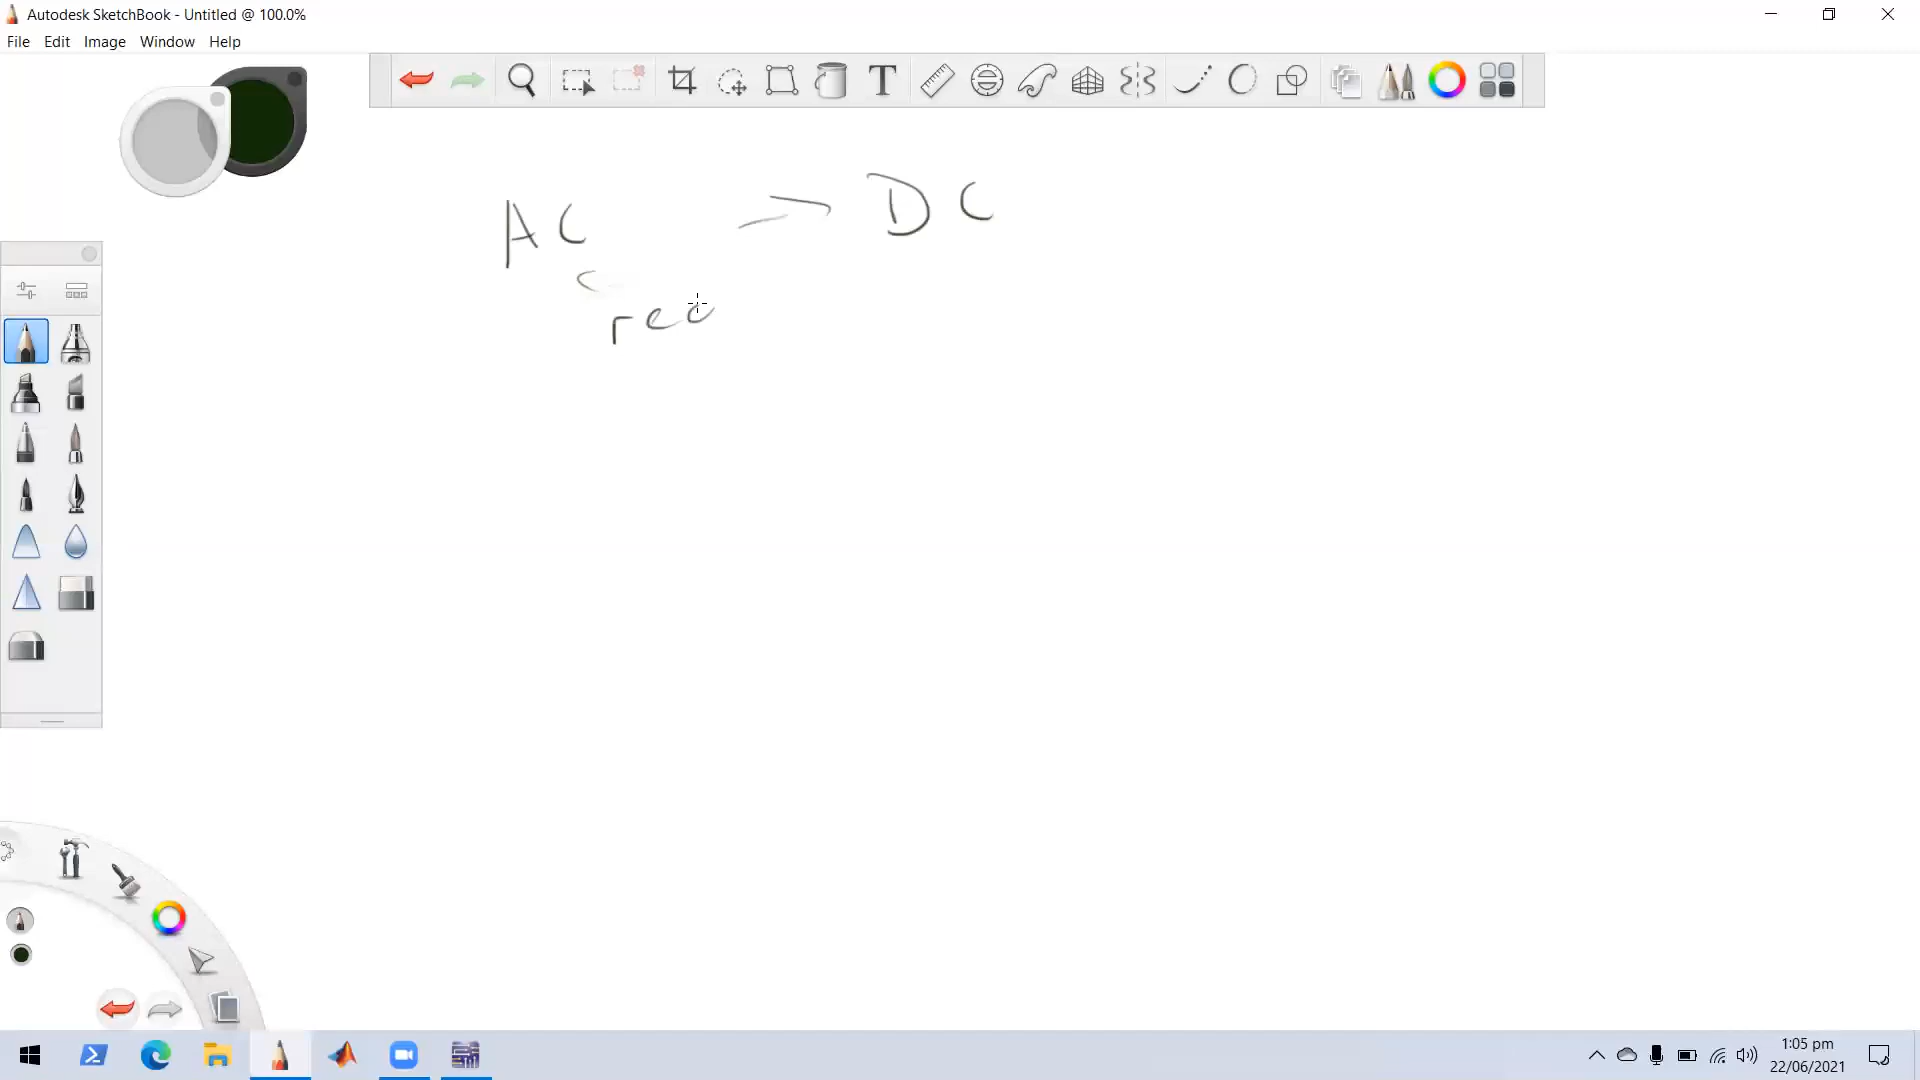 Autodesk SketchBook - Untitled @ 100.0%
File Edit Image Window Help
AC → DC
rec
1:05 pm
22/06/2021